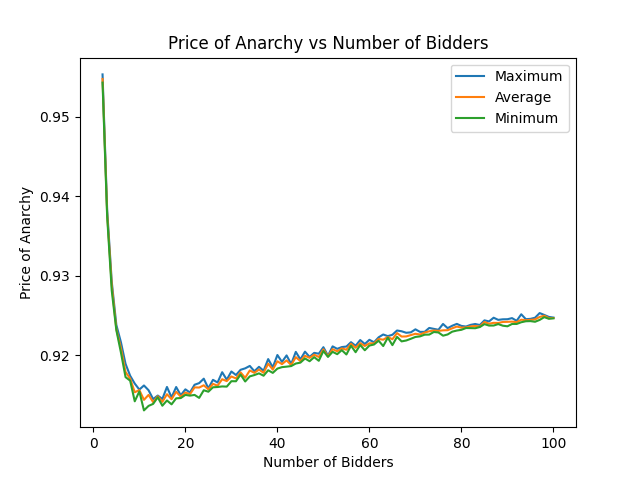 Price of Anarchy vs Number of Bidders
Maximum
Average
Minimum
0.95
0.94
0.93
0.92
Price of Anarchy
0 20 40 60 80 100
Number of Bidders